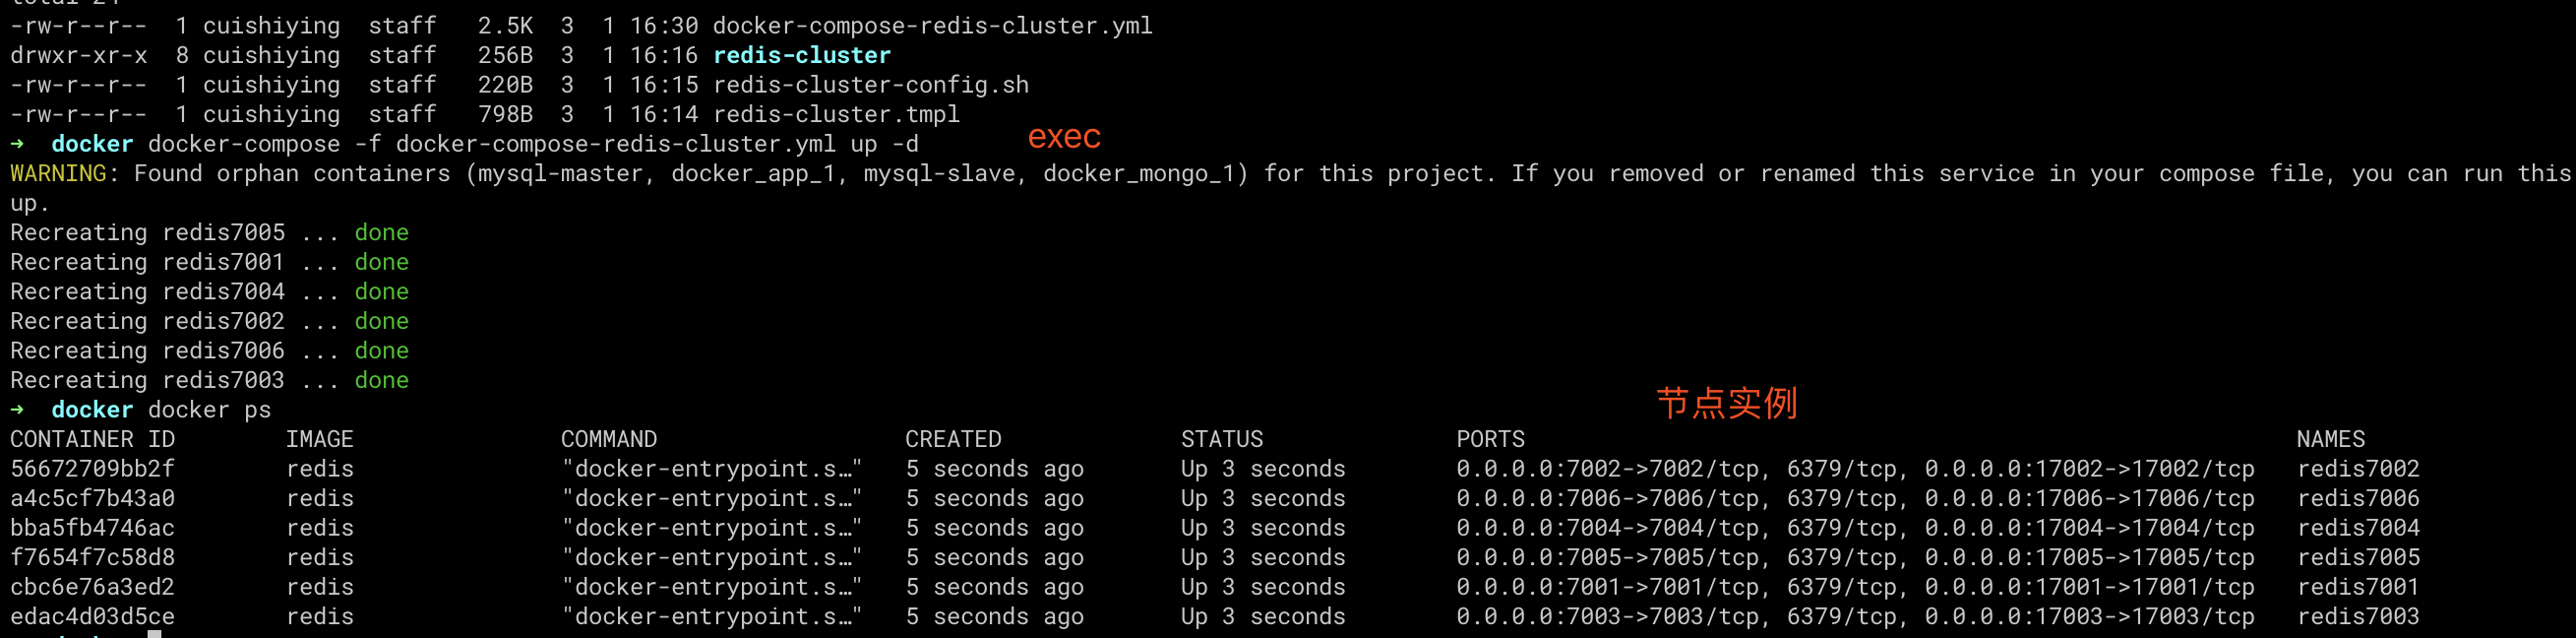 total 24
-rw-r--r--  1 cuishiying  staff   2.5K  3  1 16:30 docker-compose-redis-cluster.yml
drwxr-xr-x  8 cuishiying  staff   256B  3  1 16:16 redis-cluster
-rw-r--r--  1 cuishiying  staff   220B  3  1 16:15 redis-cluster-config.sh
-rw-r--r--  1 cuishiying  staff   798B  3  1 16:14 redis-cluster.tmpl
→  docker docker-compose -f docker-compose-redis-cluster.yml up -d
exec
WARNING: Found orphan containers (mysql-master, docker_app_1, mysql-slave, docker_mongo_1) for this project. If you removed or renamed this service in your compose file, you can run this
up.
Recreating redis7005 ... done
Recreating redis7001 ... done
Recreating redis7004 ... done
Recreating redis7002 ... done
Recreating redis7006 ... done
Recreating redis7003 ... done
→  docker docker ps
节点实例
CONTAINER ID        IMAGE               COMMAND                  CREATED             STATUS              PORTS                                                        NAMES
56672709bb2f        redis               "docker-entrypoint.s…"   5 seconds ago       Up 3 seconds        0.0.0.0:7002->7002/tcp, 6379/tcp, 0.0.0.0:17002->17002/tcp   redis7002
a4c5cf7b43a0        redis               "docker-entrypoint.s…"   5 seconds ago       Up 3 seconds        0.0.0.0:7006->7006/tcp, 6379/tcp, 0.0.0.0:17006->17006/tcp   redis7006
bba5fb4746ac        redis               "docker-entrypoint.s…"   5 seconds ago       Up 3 seconds        0.0.0.0:7004->7004/tcp, 6379/tcp, 0.0.0.0:17004->17004/tcp   redis7004
f7654f7c58d8        redis               "docker-entrypoint.s…"   5 seconds ago       Up 3 seconds        0.0.0.0:7005->7005/tcp, 6379/tcp, 0.0.0.0:17005->17005/tcp   redis7005
cbc6e76a3ed2        redis               "docker-entrypoint.s…"   5 seconds ago       Up 3 seconds        0.0.0.0:7001->7001/tcp, 6379/tcp, 0.0.0.0:17001->17001/tcp   redis7001
edac4d03d5ce        redis               "docker-entrypoint.s…"   5 seconds ago       Up 3 seconds        0.0.0.0:7003->7003/tcp, 6379/tcp, 0.0.0.0:17003->17003/tcp   redis7003